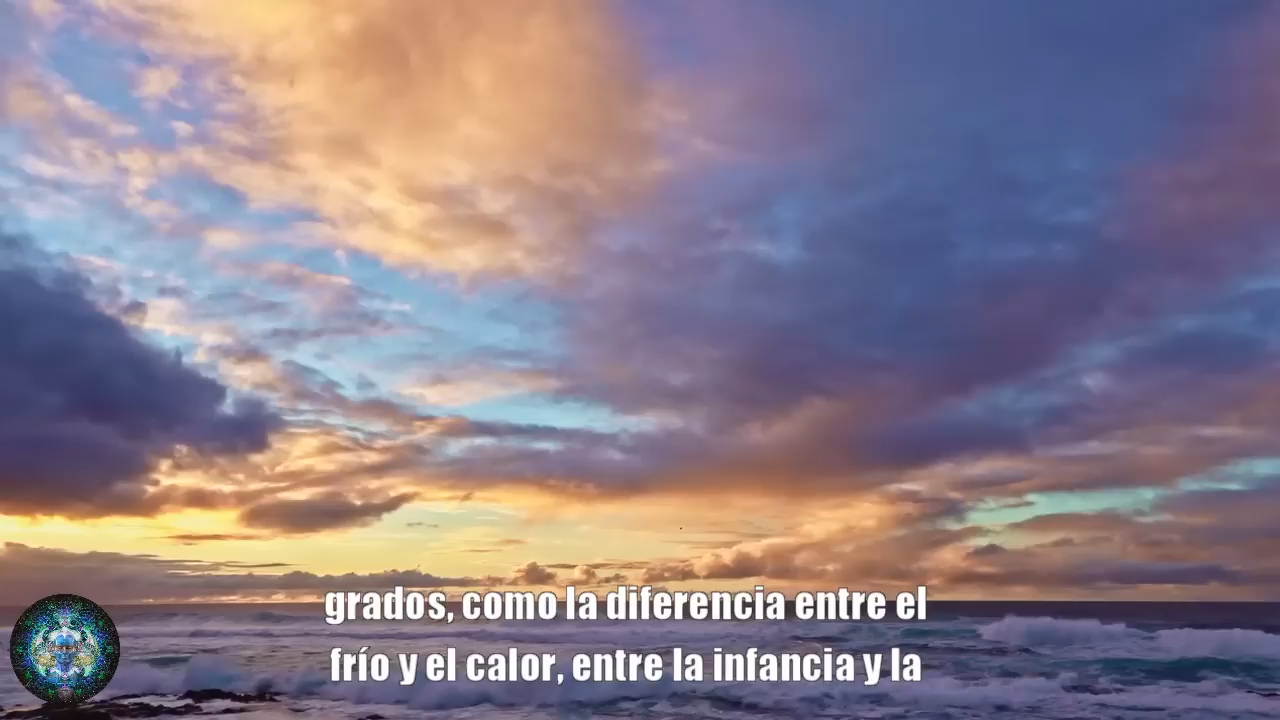 grados, como la diferencia entre el
frío y el calor, entre la infancia y la